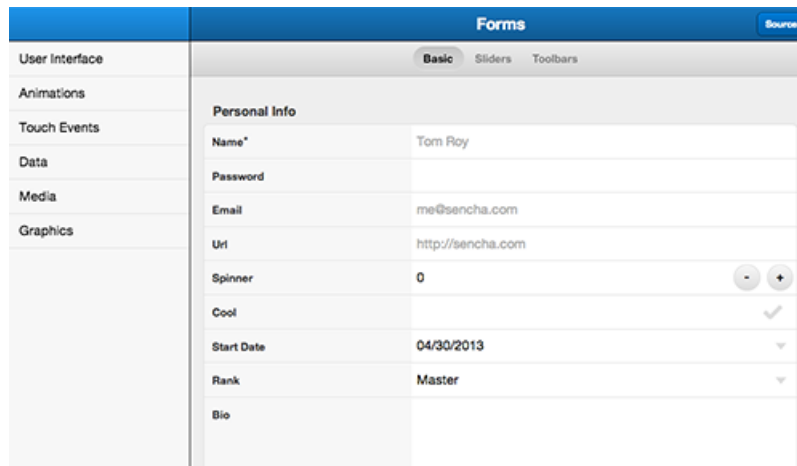 Forms
Source
User Interface
Animations
Touch Events
Data
Media
Graphics
Basic Sliders Toolbars
Personal Info
Name* Tom Roy
Password
Email me@sencha.com
Url http://sencha.com
Spinner 0 - +
Cool
Start Date 04/30/2013
Rank Master
Bio